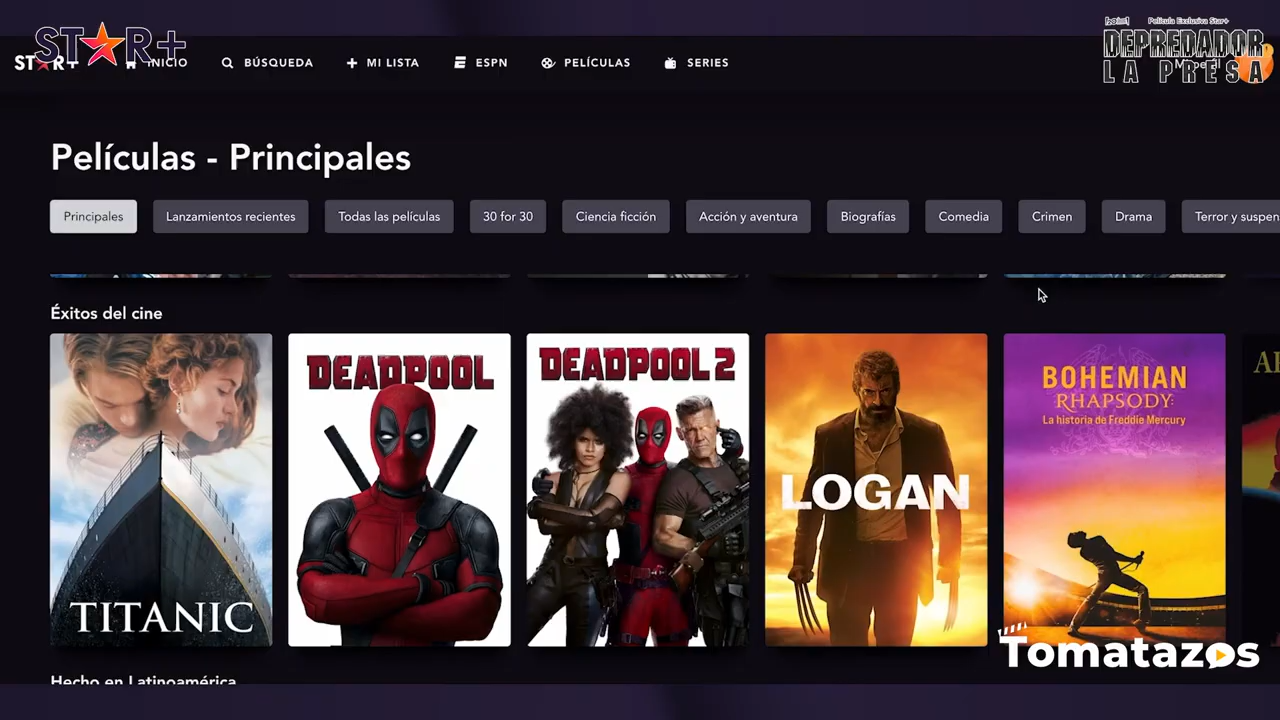 STAR+
[hoini]
Película Exclusiva Star+
DEPREDADOR
LA PRESA
STAR+
INICIO
BÚSQUEDA
MI LISTA
ESPN
PELÍCULAS
SERIES
Películas - Principales
Principales
Lanzamientos recientes
Todas las películas
30 for 30
Ciencia ficción
Acción y aventura
Biografías
Comedia
Crimen
Drama
Terror y suspen
Éxitos del cine
TITANIC
DEADPOOL
DEADPOOL 2
LOGAN
BOHEMIAN
RHAPSODY:
La historia de Freddie Mercury
Tomatazos
Hecho en Latinoamérica